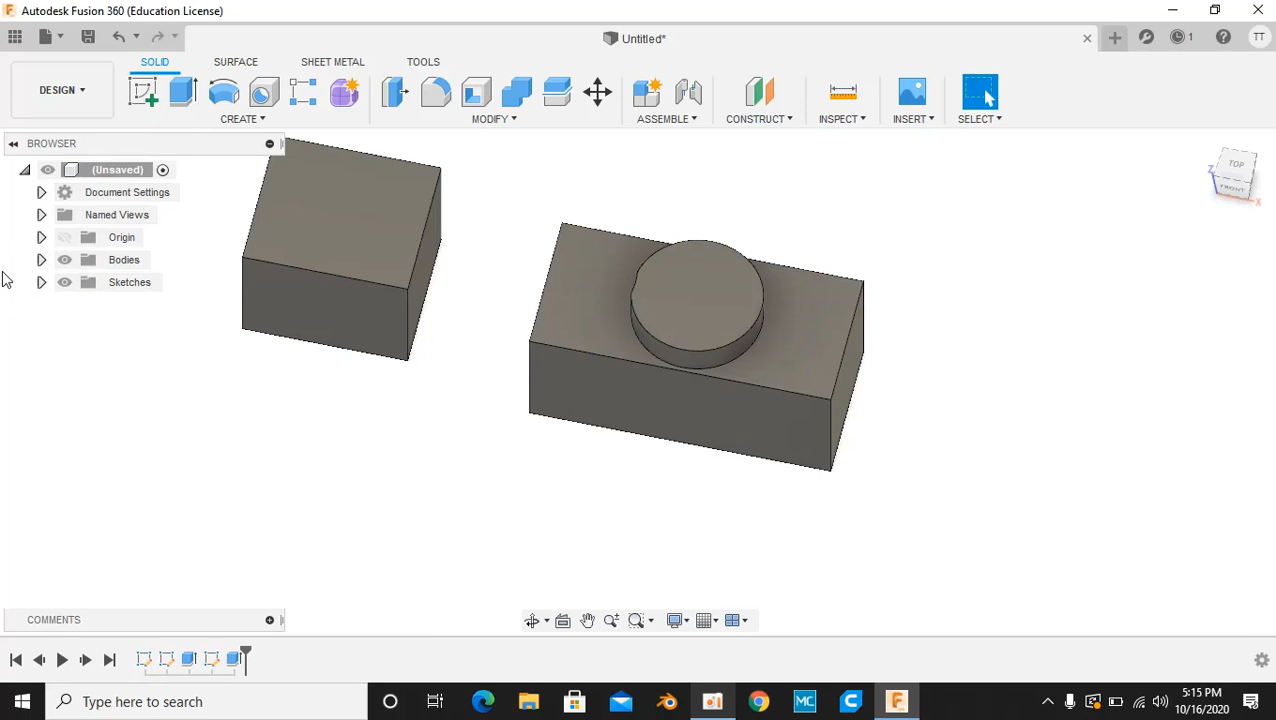 Autodesk Fusion 360 (Education License)
Untitled*
1
TT
DESIGN
SOLID
SURFACE
SHEET METAL
TOOLS
CREATE
MODIFY
ASSEMBLE
CONSTRUCT
INSPECT
INSERT
SELECT
BROWSER
(Unsaved)
Document Settings
Named Views
Origin
Bodies
Sketches
TOP
FRONT
Z
X
COMMENTS
Type here to search
MC
5:15 PM
10/16/2020